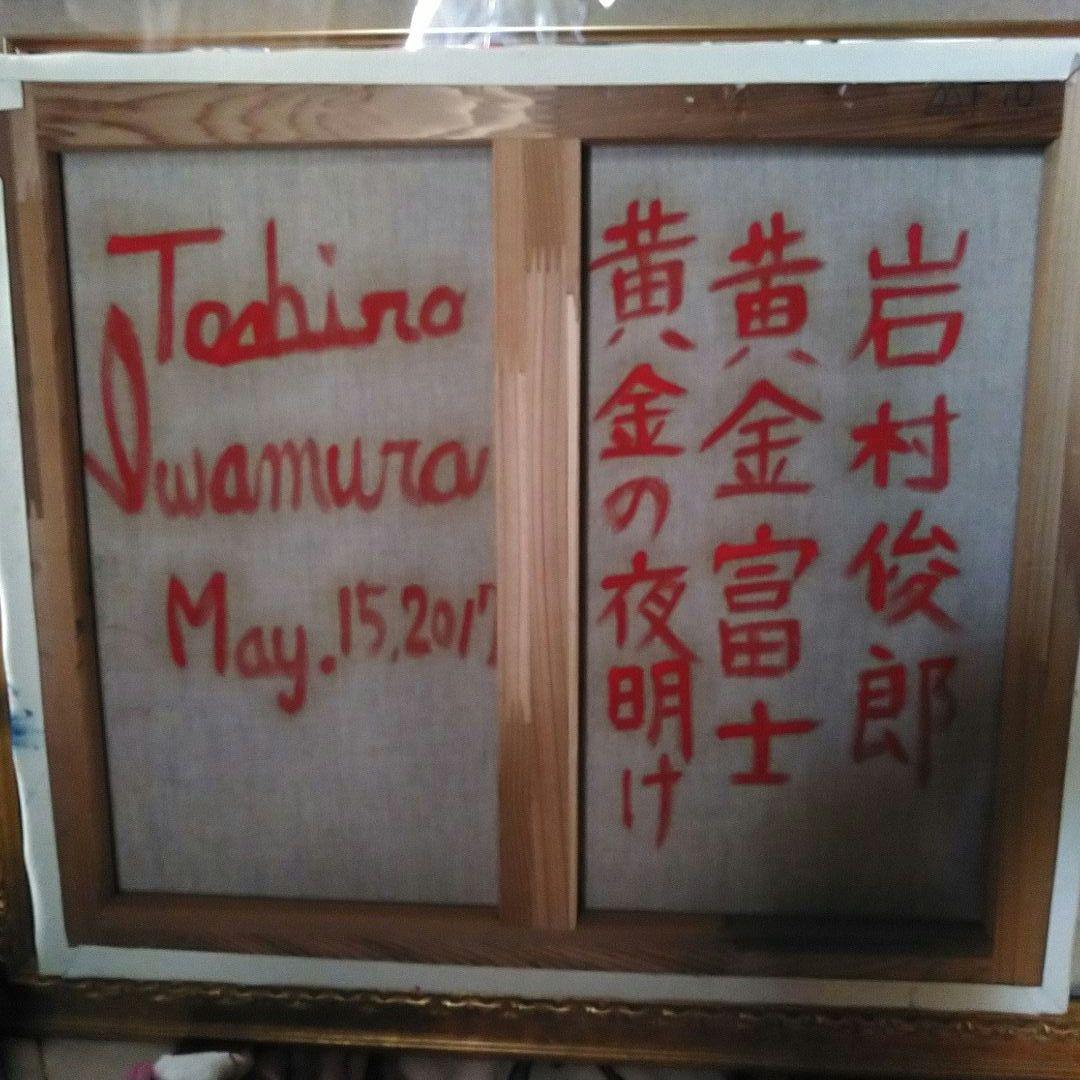 Toshiro
Iwamura
May.15,2017
岩村俊郎
黄金富士
黄金の夜明け
F10